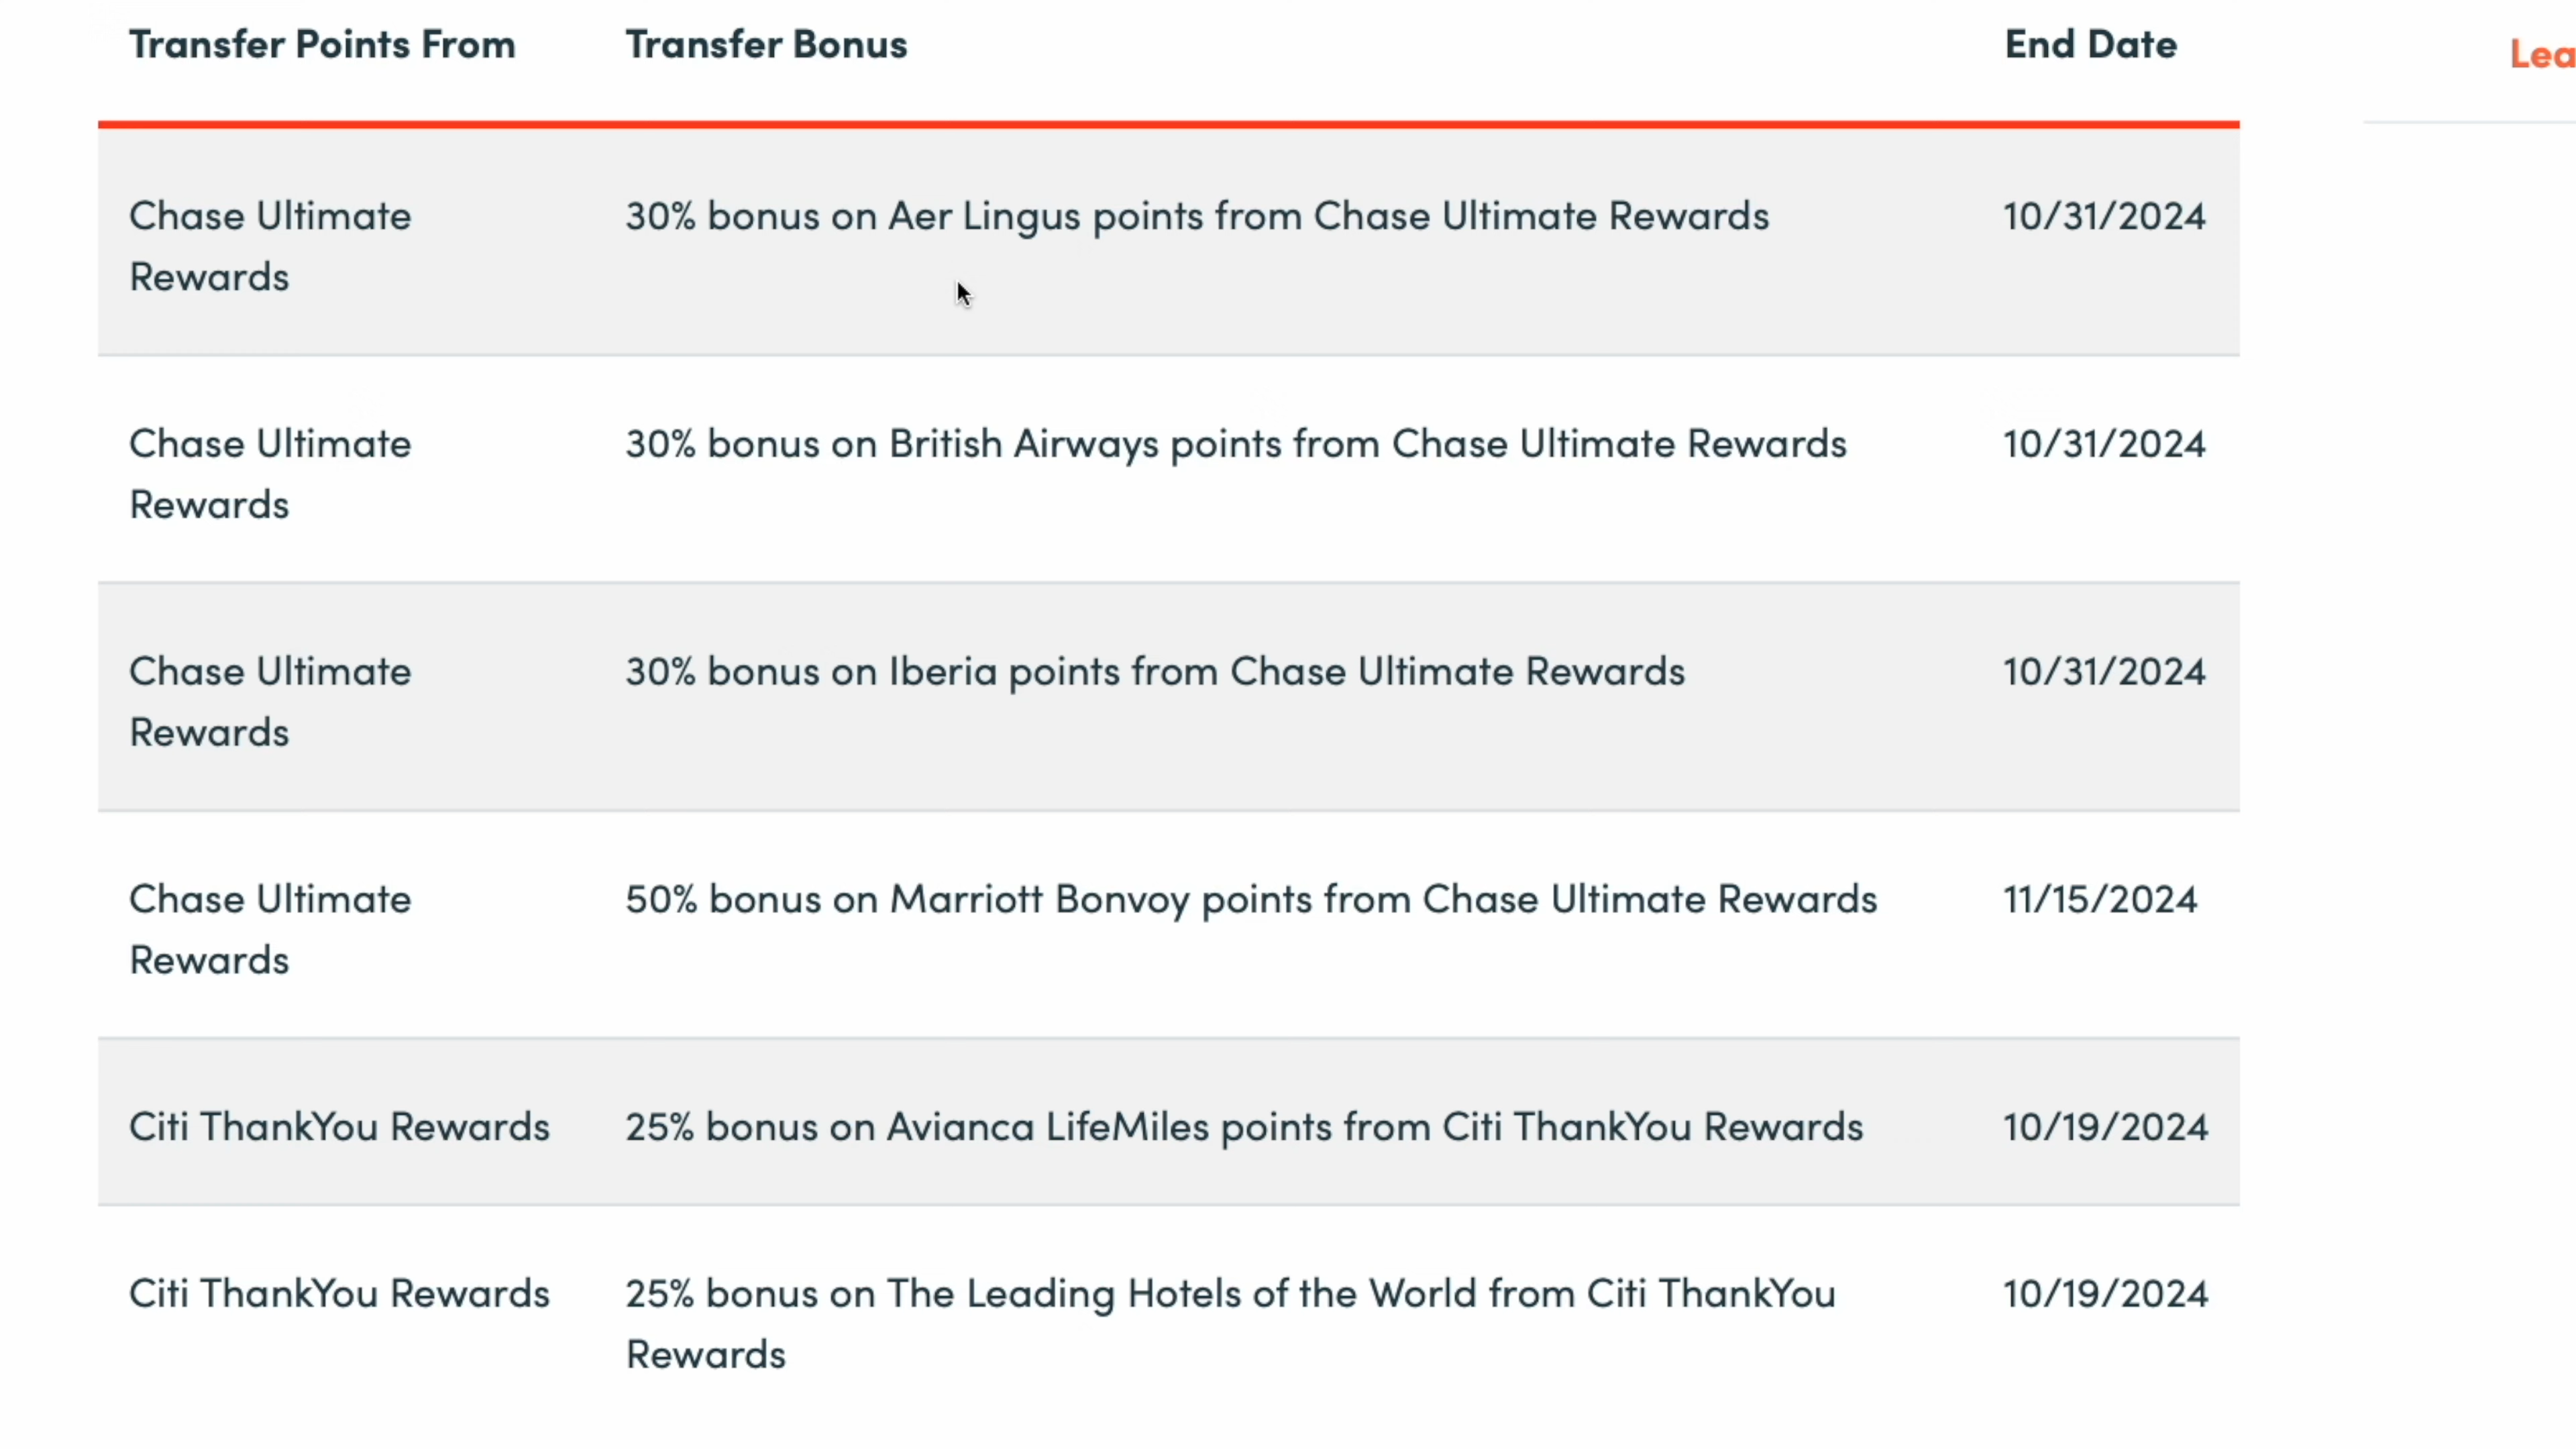 Transfer Points From Transfer Bonus End Date
Chase Ultimate 30% bonus on Aer Lingus points from Chase Ultimate Rewards 10/31/2024
Rewards
Chase Ultimate 30% bonus on British Airways points from Chase Ultimate Rewards 10/31/2024
Rewards
Chase Ultimate 30% bonus on Iberia points from Chase Ultimate Rewards 10/31/2024
Rewards
Chase Ultimate 50% bonus on Marriott Bonvoy points from Chase Ultimate Rewards 11/15/2024
Rewards
Citi ThankYou Rewards 25% bonus on Avianca LifeMiles points from Citi ThankYou Rewards 10/19/2024
Citi ThankYou Rewards 25% bonus on The Leading Hotels of the World from Citi ThankYou 10/19/2024
Rewards